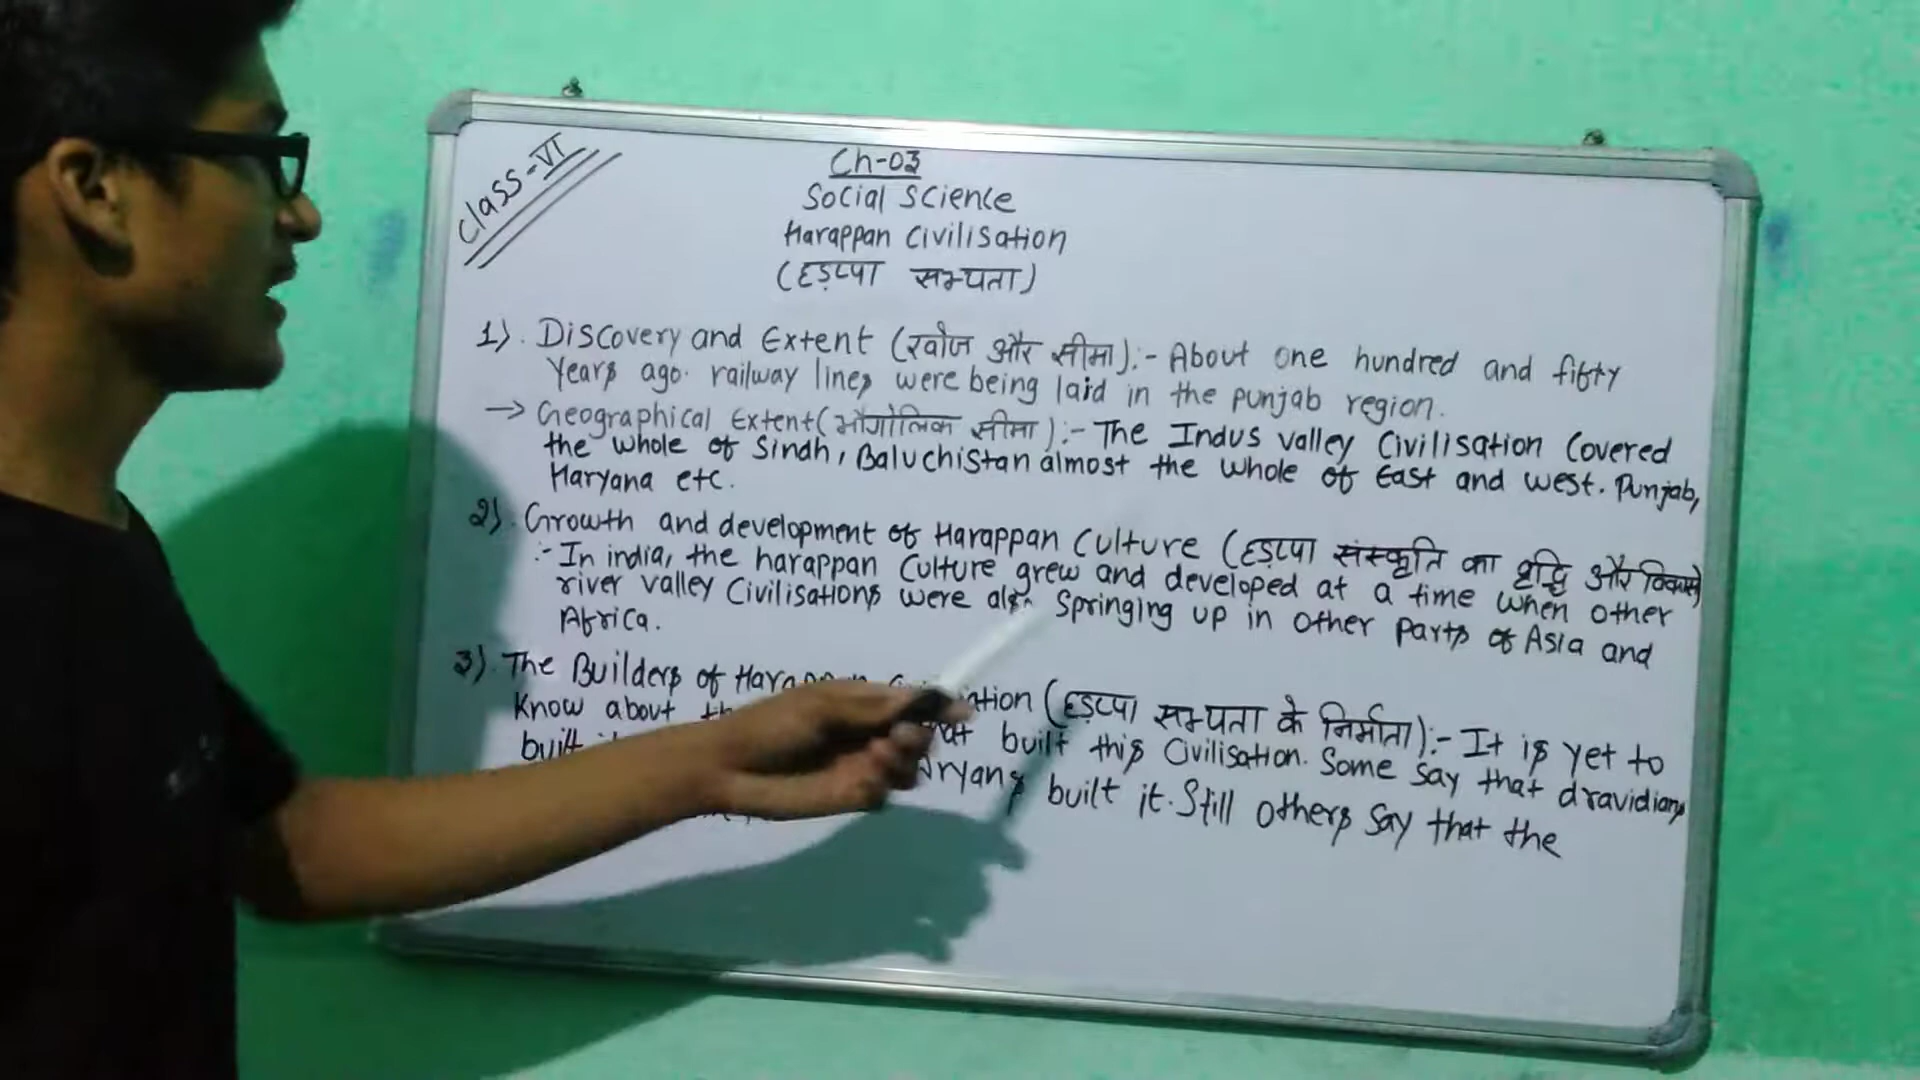 Class-VI
Ch-03
Social Science
Harappan Civilisation
(हड़प्पा सभ्यता)
1). Discovery and Extent (खोज और सीमा):- About one hundred and fifty
Years ago. railway lines were being laid in the punjab region.
→ Geographical Extent (भौगोलिक सीमा):- The Indus valley Civilisation Covered
the whole of Sindh, Baluchistan almost the whole of East and west. Punjab,
Haryana etc.
2). Growth and development of Harappan Culture (हड़प्पा संस्कृति का वृद्धि और विकास)
:- In india, the harappan Culture grew and developed at a time when other
river valley Civilisations were also Springing up in other parts of Asia and
Africa.
3). The Builders of (हड़प्पा सभ्यता के निर्माता):- It is yet to
Know about built this Civilisation. Some say that dravidians
built Aryans built it. Still others say that the